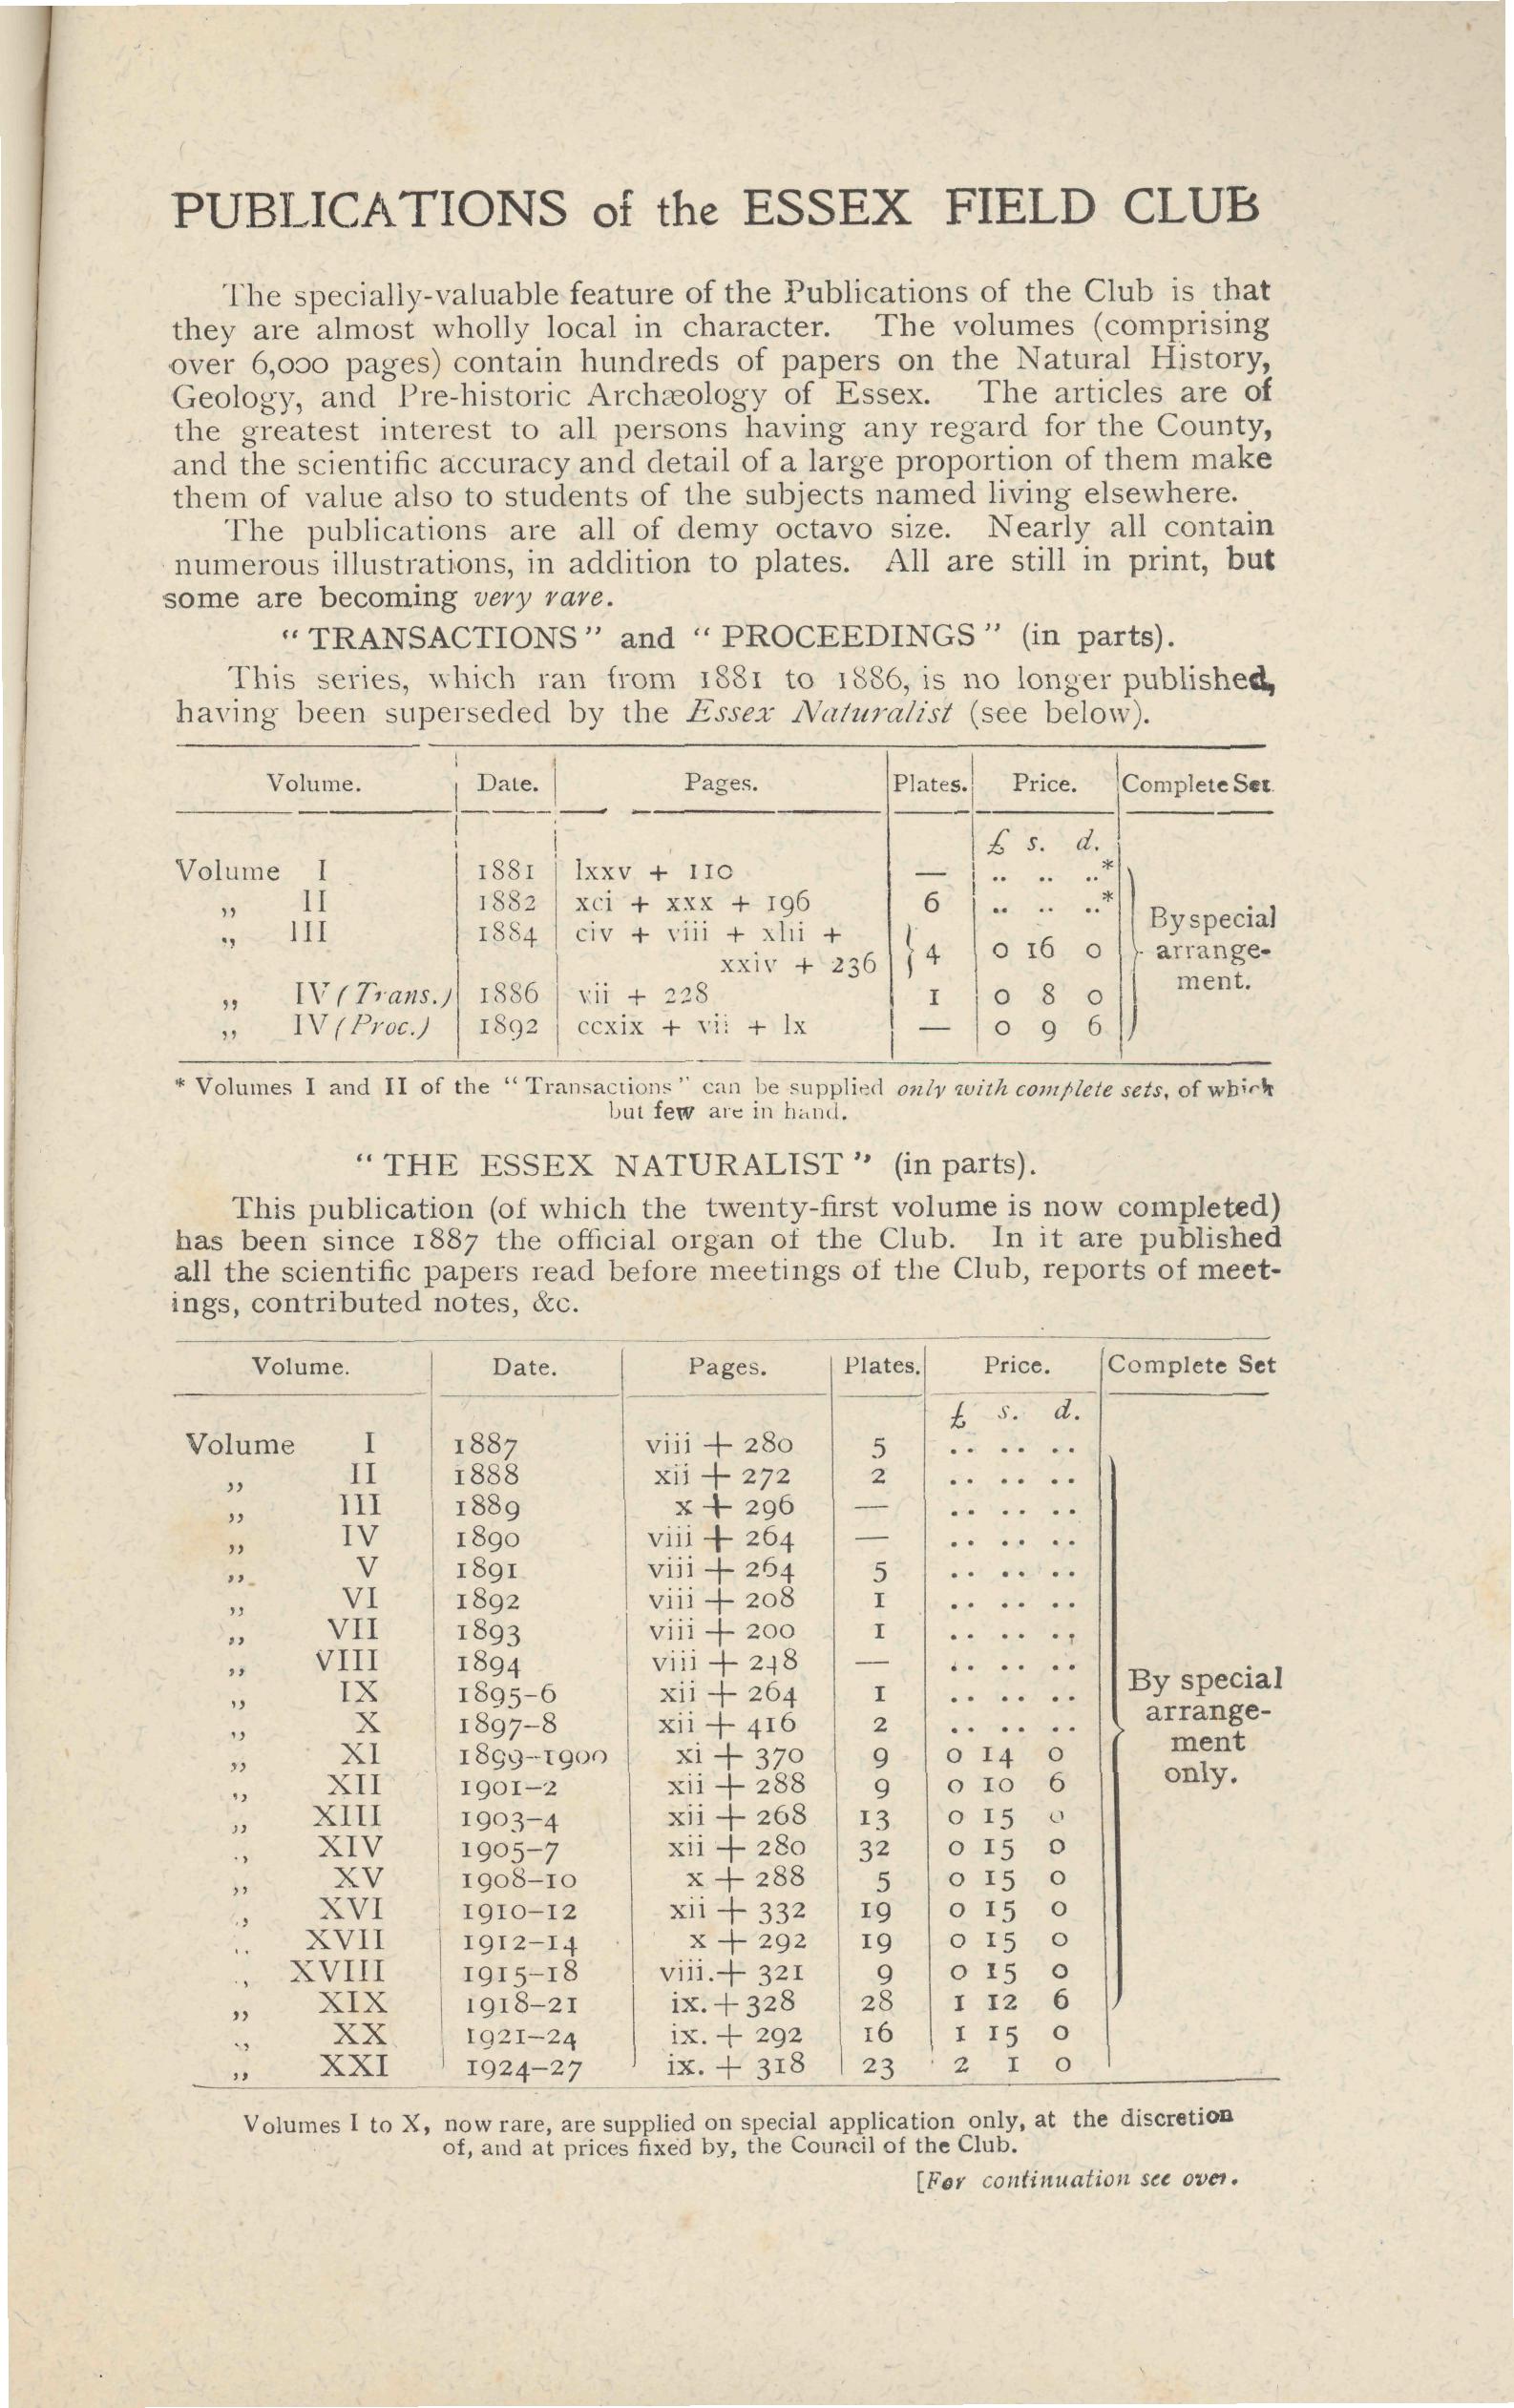 PUBLICATIONS of the ESSEX FIELD CLUB
The specially-valuable feature of the Publications of the Club is that
they are almost wholly local in character. The volumes (comprising
over 6,000 pages) contain hundreds of papers on the Natural History,
Geology, and Pre-historic Archæology of Essex. The articles are of
the greatest interest to all persons having any regard for the County,
and the scientific accuracy and detail of a large proportion of them make
them of value also to students of the subjects named living elsewhere.
The publications are all of demy octavo size. Nearly all contain
numerous illustrations, in addition to plates. All are still in print, but
some are becoming very rare.
"TRANSACTIONS" and "PROCEEDINGS" (in parts).
This series, which ran from 1881 to 1886, is no longer published,
having been superseded by the Essex Naturalist (see below).
Volume. Date. Pages. Plates. Price. Complete Set.
£ s. d.
Volume I 1881 lxxv + 110 — .. .. ..*
,, II 1882 xci + xxx + 196 6 .. .. ..*
,, III 1884 civ + viii + xlii +
xxiv + 236 4 0 16 0
,, IV (Trans.) 1886 vii + 228 1 0 8 0
,, IV (Proc.) 1892 ccxix + vii + lx — 0 9 6
By special
arrange-
ment.
* Volumes I and II of the "Transactions" can be supplied only with complete sets, of which
but few are in hand.
"THE ESSEX NATURALIST" (in parts).
This publication (of which the twenty-first volume is now completed)
has been since 1887 the official organ of the Club. In it are published
all the scientific papers read before meetings of the Club, reports of meet-
ings, contributed notes, &c.
Volume. Date. Pages. Plates. Price. Complete Set
£ s. d.
Volume I 1887 viii + 280 5 .. .. ..
,, II 1888 xii + 272 2 .. .. ..
,, III 1889 x + 296 — .. .. ..
,, IV 1890 viii + 264 — .. .. ..
,, V 1891 viii + 264 5 .. .. ..
,, VI 1892 viii + 208 1 .. .. ..
,, VII 1893 viii + 200 1 .. .. ..
,, VIII 1894 viii + 248 — .. .. ..
,, IX 1895-6 xii + 264 1 .. .. ..
,, X 1897-8 xii + 416 2 .. .. ..
,, XI 1899-1900 xi + 370 9 0 14 0
,, XII 1901-2 xii + 288 9 0 10 6
,, XIII 1903-4 xii + 268 13 0 15 0
,, XIV 1905-7 xii + 280 32 0 15 0
,, XV 1908-10 x + 288 5 0 15 0
,, XVI 1910-12 xii + 332 19 0 15 0
,, XVII 1912-14 x + 292 19 0 15 0
,, XVIII 1915-18 viii. + 321 9 0 15 0
,, XIX 1918-21 ix. + 328 28 1 12 6
,, XX 1921-24 ix. + 292 16 1 15 0
,, XXI 1924-27 ix. + 318 23 2 1 0
By special
arrange-
ment
only.
Volumes I to X, now rare, are supplied on special application only, at the discretion
of, and at prices fixed by, the Council of the Club.
[For continuation see over.